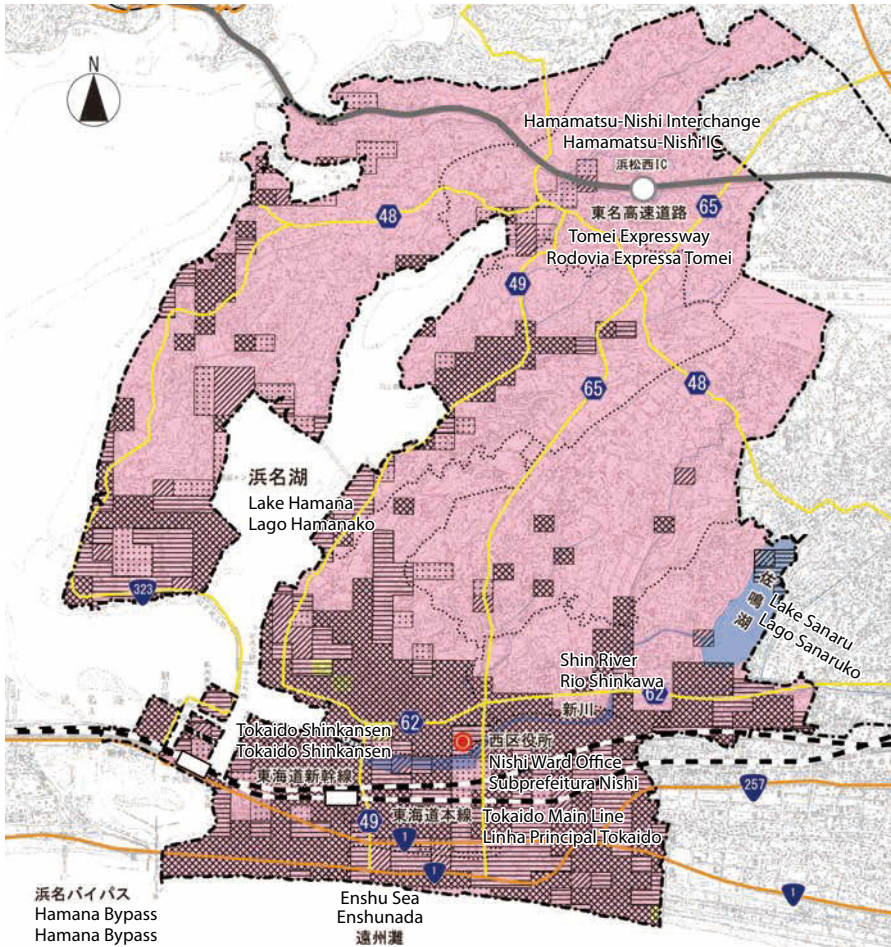 N
Hamamatsu-Nishi Interchange
Hamamatsu-Nishi IC
浜松西IC
東名高速道路
65
Tomei Expressway
Rodovia Expressa Tomei
48
49
65
48
浜名湖
Lake Hamana
Lago Hamanako
323
佐鳴湖
Lake Sanaru
Lago Sanaruko
Shin River
Rio Shinkawa
62
新川
62
Tokaido Shinkansen
Tokaido Shinkansen
東海道新幹線
西区役所
Nishi Ward Office
Subprefeitura Nishi
257
東海道本線
Tokaido Main Line
Linha Principal Tokaido
49
1
1
1
浜名バイパス
Hamana Bypass
Hamana Bypass
Enshu Sea
Enshunada
遠州灘